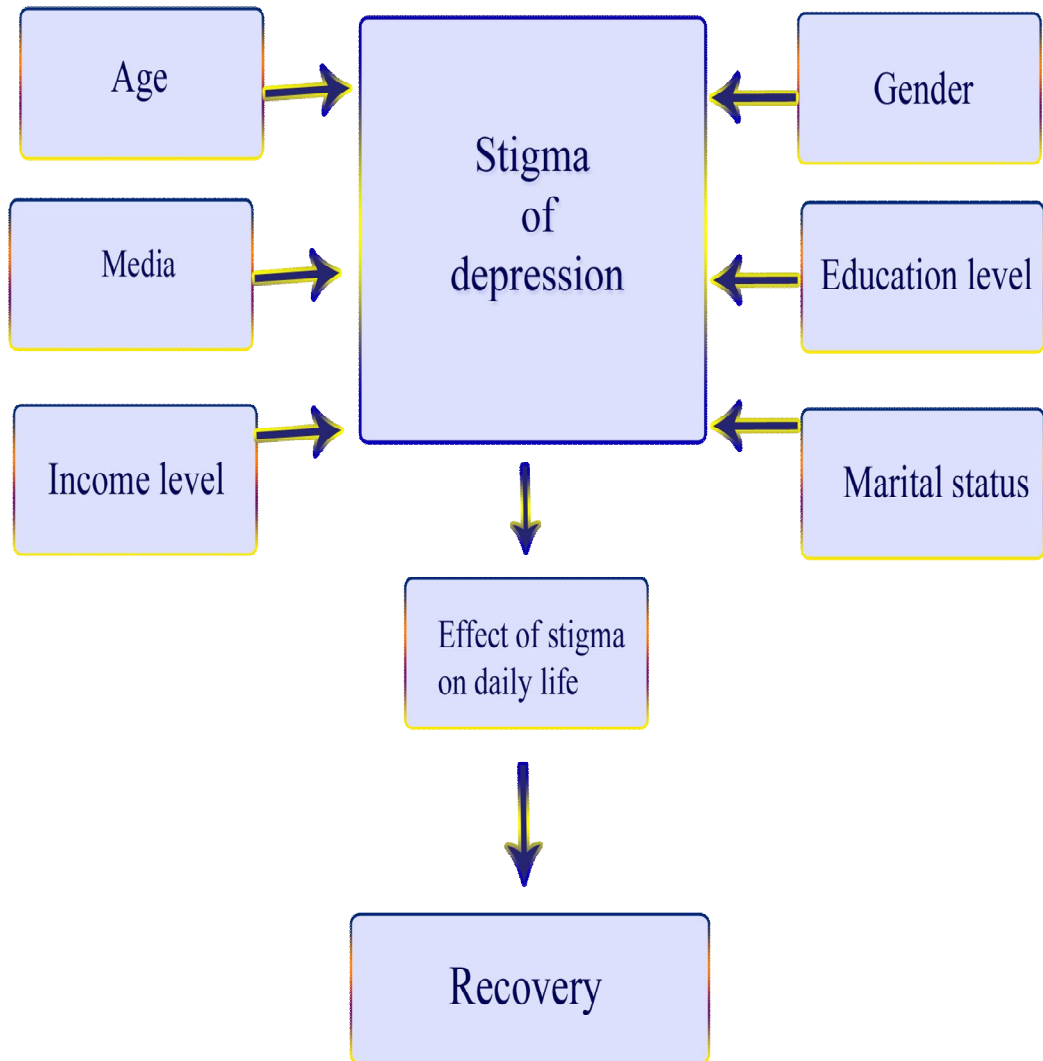 Age
Gender
Stigma
of
depression
Media
Education level
Income level
Marital status
Effect of stigma
on daily life
Recovery